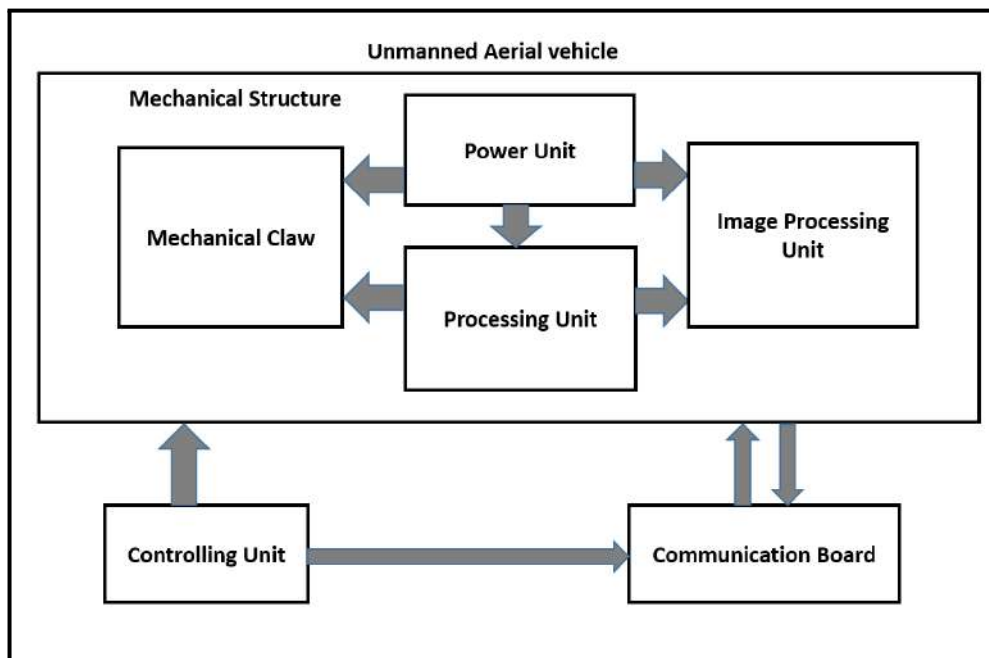 Unmanned Aerial vehicle
Mechanical Structure
Power Unit
Mechanical Claw
Image Processing
Unit
Processing Unit
Controlling Unit
Communication Board